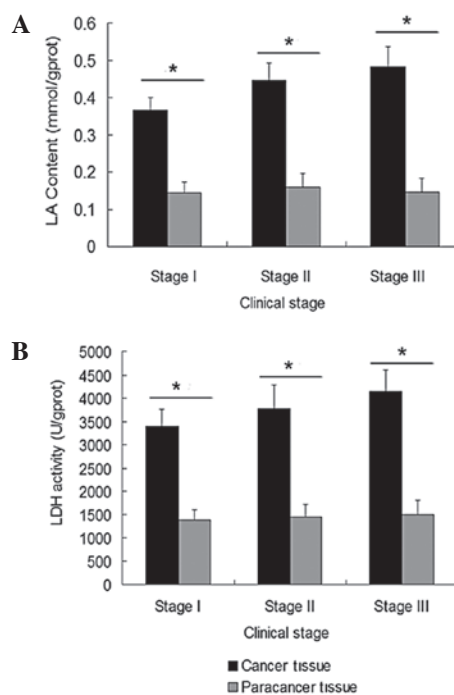 A
LA Content (mmol/gprot)
0.6
0.5
0.4
0.3
0.2
0.1
0
*
*
*
Stage I Stage II Stage III
Clinical stage
B
LDH activity (U/gprot)
5000
4500
4000
3500
3000
2500
2000
1500
1000
500
0
*
*
*
Stage I Stage II Stage III
Clinical stage
Cancer tissue
Paracancer tissue